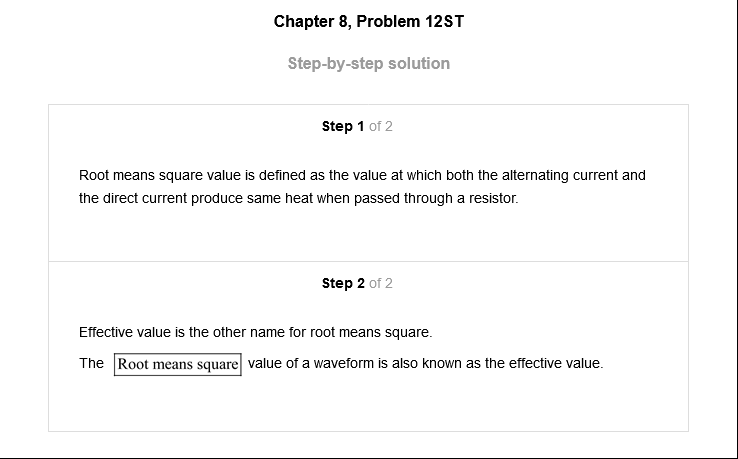 Chapter 8, Problem 12ST
Step-by-step solution
Step 1 of 2
Root means square value is defined as the value at which both the alternating current and
the direct current produce same heat when passed through a resistor.
Step 2 of 2
Effective value is the other name for root means square.
The Root means square value of a waveform is also known as the effective value.